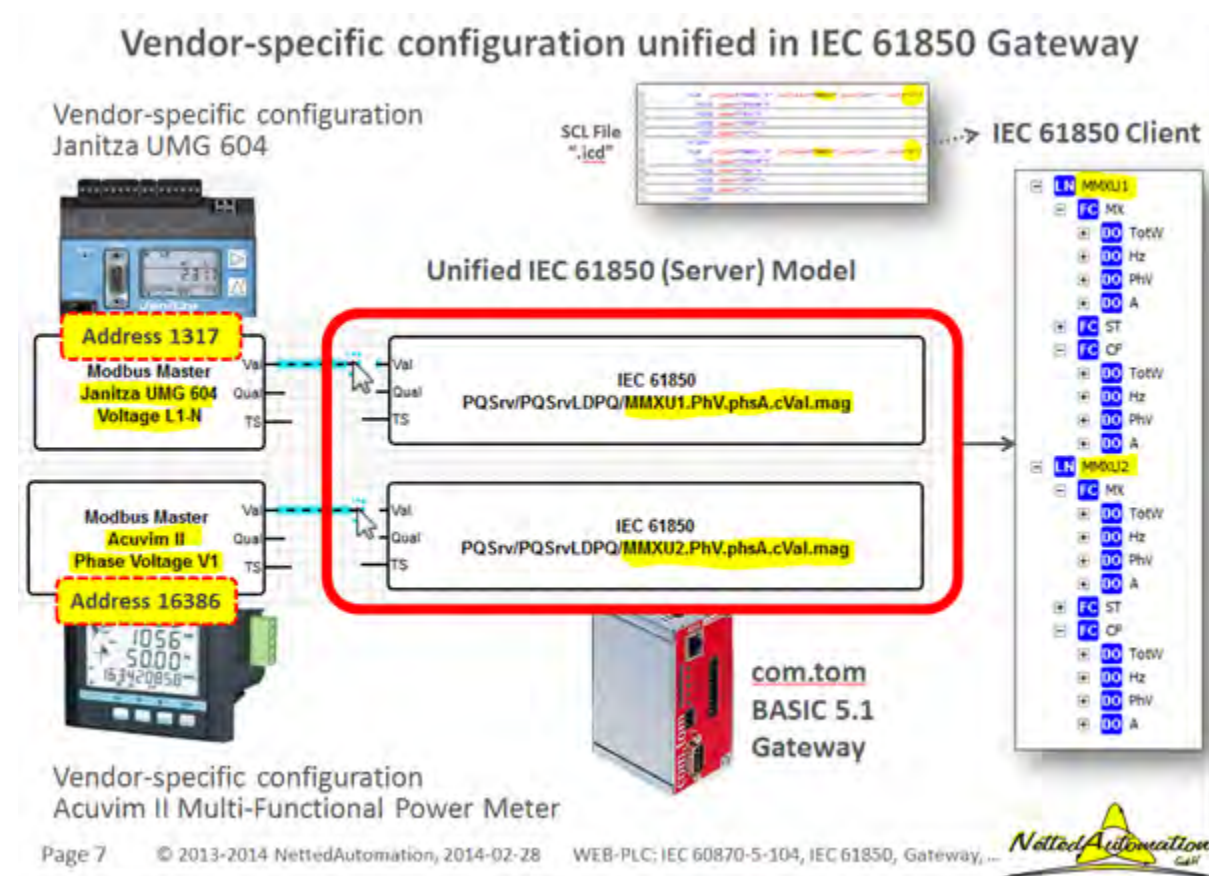 Vendor-specific configuration unified in IEC 61850 Gateway
Vendor-specific configuration
Janitza UMG 604
SCL File
".icd"
IEC 61850 Client
Unified IEC 61850 (Server) Model
Address 1317
Modbus Master
Janitza UMG 604
Voltage L1-N
Val
Qual
TS
Val
Qual
TS
IEC 61850
PQSrv/PQSrvLDPQ/MMXU1.PhV.phsA.cVal.mag
Modbus Master
Acuvim II
Phase Voltage V1
Val
Qual
TS
Val
Qual
TS
IEC 61850
PQSrv/PQSrvLDPQ/MMXU2.PhV.phsA.cVal.mag
Address 16386
1056
50.00
com.tom
com.tom
BASIC 5.1
Gateway
LN MMXU1
FC MX
DO TotW
DO Hz
DO PhV
DO A
FC ST
FC CF
DO TotW
DO Hz
DO PhV
DO A
LN MMXU2
FC MX
DO TotW
DO Hz
DO PhV
DO A
FC ST
FC CF
DO TotW
DO Hz
DO PhV
DO A
Vendor-specific configuration
Acuvim II Multi-Functional Power Meter
Page 7 © 2013-2014 NettedAutomation, 2014-02-28 WEB-PLC: IEC 60870-5-104, IEC 61850, Gateway, ...
NettedAutomation
GmbH